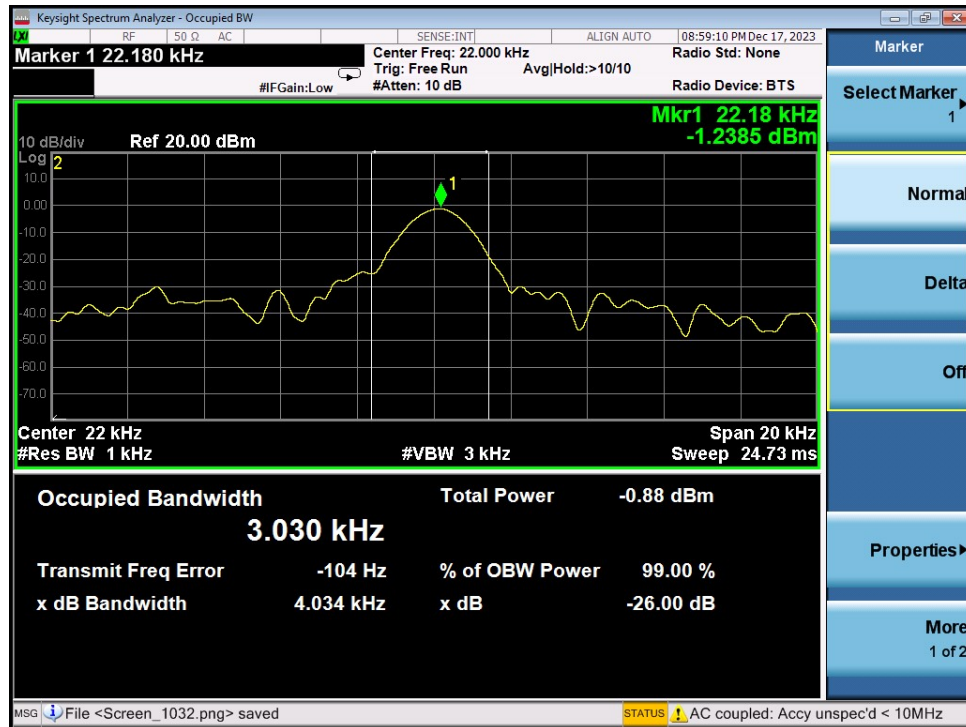 Keysight Spectrum Analyzer - Occupied BW
LXI RF 50 Ω AC SENSE:INT ALIGN AUTO 08:59:10 PM Dec 17, 2023
Marker 1 22.180 kHz
Center Freq: 22.000 kHz
Radio Std: None
Trig: Free Run
Avg|Hold:>10/10
#IFGain:Low
#Atten: 10 dB
Radio Device: BTS
Marker
Select Marker
1
Normal
Delta
Off
Properties
More
1 of 2
Mkr1 22.18 kHz
-1.2385 dBm
10 dB/div Ref 20.00 dBm
Log
2
1
10.0
0.00
-10.0
-20.0
-30.0
-40.0
-50.0
-60.0
-70.0
Center 22 kHz Span 20 kHz
#Res BW 1 kHz #VBW 3 kHz Sweep 24.73 ms
Occupied Bandwidth Total Power -0.88 dBm
3.030 kHz
Transmit Freq Error -104 Hz % of OBW Power 99.00 %
x dB Bandwidth 4.034 kHz x dB -26.00 dB
MSG File <Screen_1032.png> saved STATUS AC coupled: Accy unspec'd < 10MHz